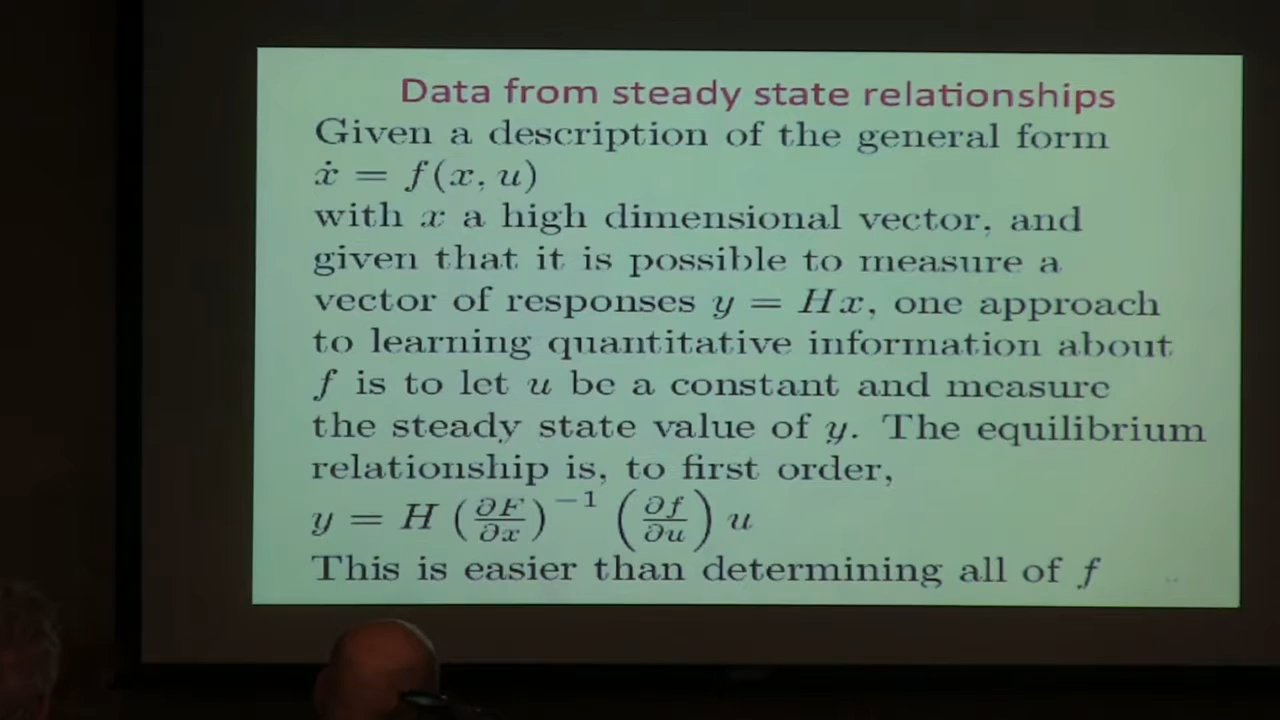 Data from steady state relationships
Given a description of the general form
ẋ = f(x, u)
with x a high dimensional vector, and
given that it is possible to measure a
vector of responses y = Hx, one approach
to learning quantitative information about
f is to let u be a constant and measure
the steady state value of y. The equilibrium
relationship is, to first order,
y = H (∂F/∂x)⁻¹ (∂f/∂u) u
This is easier than determining all of f